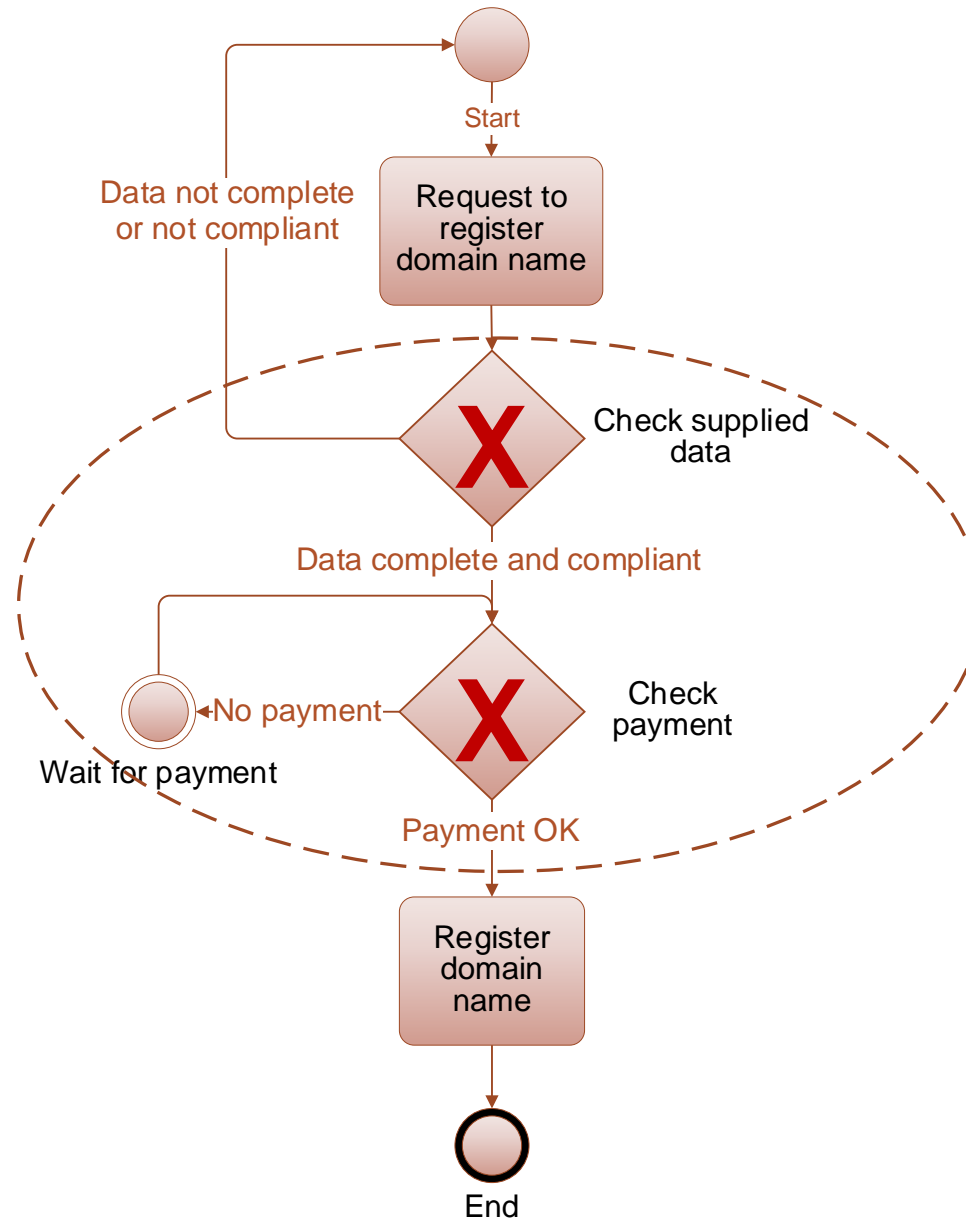 Start
Request to
register
domain name
Data not complete
or not compliant
X
Check supplied
data
Data complete and compliant
X
Check
payment
No payment
Wait for payment
Payment OK
Register
domain
name
End